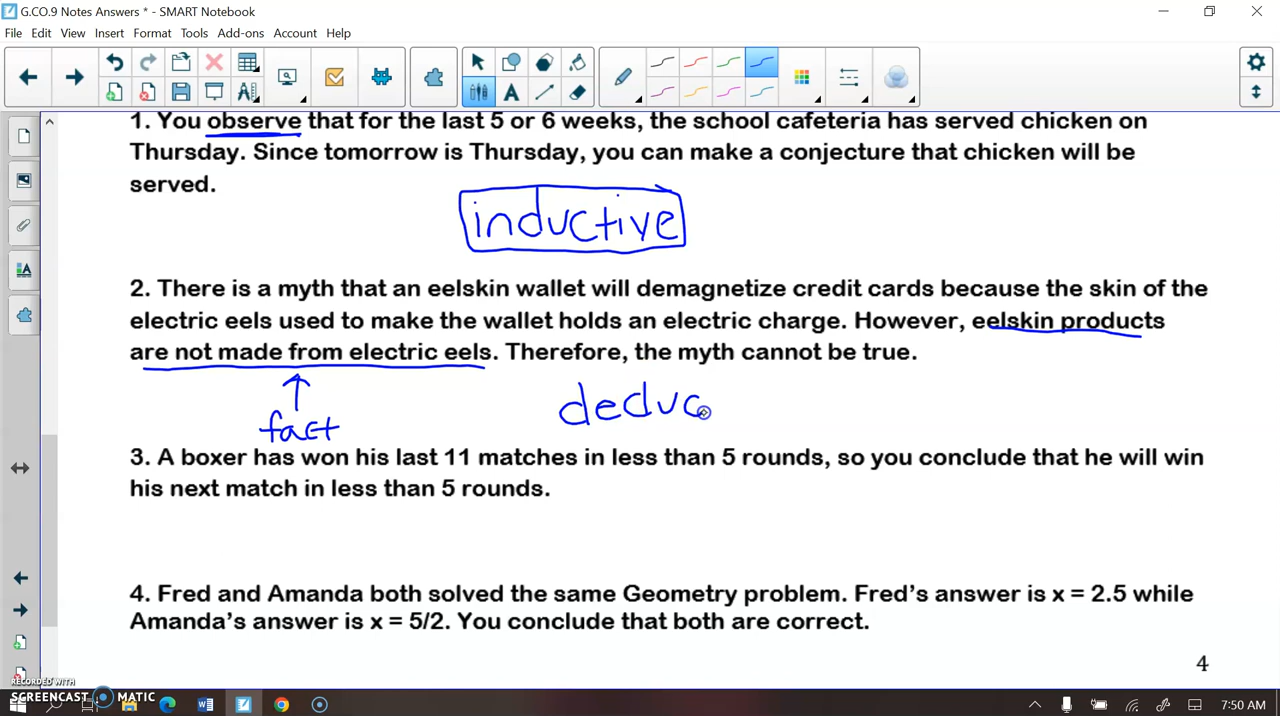 G.CO.9 Notes Answers * - SMART Notebook
File Edit View Insert Format Tools Add-ons Account Help
1. You observe that for the last 5 or 6 weeks, the school cafeteria has served chicken on
Thursday. Since tomorrow is Thursday, you can make a conjecture that chicken will be
served.
inductive
2. There is a myth that an eelskin wallet will demagnetize credit cards because the skin of the
electric eels used to make the wallet holds an electric charge. However, eelskin products
are not made from electric eels. Therefore, the myth cannot be true.
deduc
fact
3. A boxer has won his last 11 matches in less than 5 rounds, so you conclude that he will win
his next match in less than 5 rounds.
4. Fred and Amanda both solved the same Geometry problem. Fred's answer is x = 2.5 while
Amanda's answer is x = 5/2. You conclude that both are correct.
4
RECORDED WITH
SCREENCAST MATIC
7:50 AM